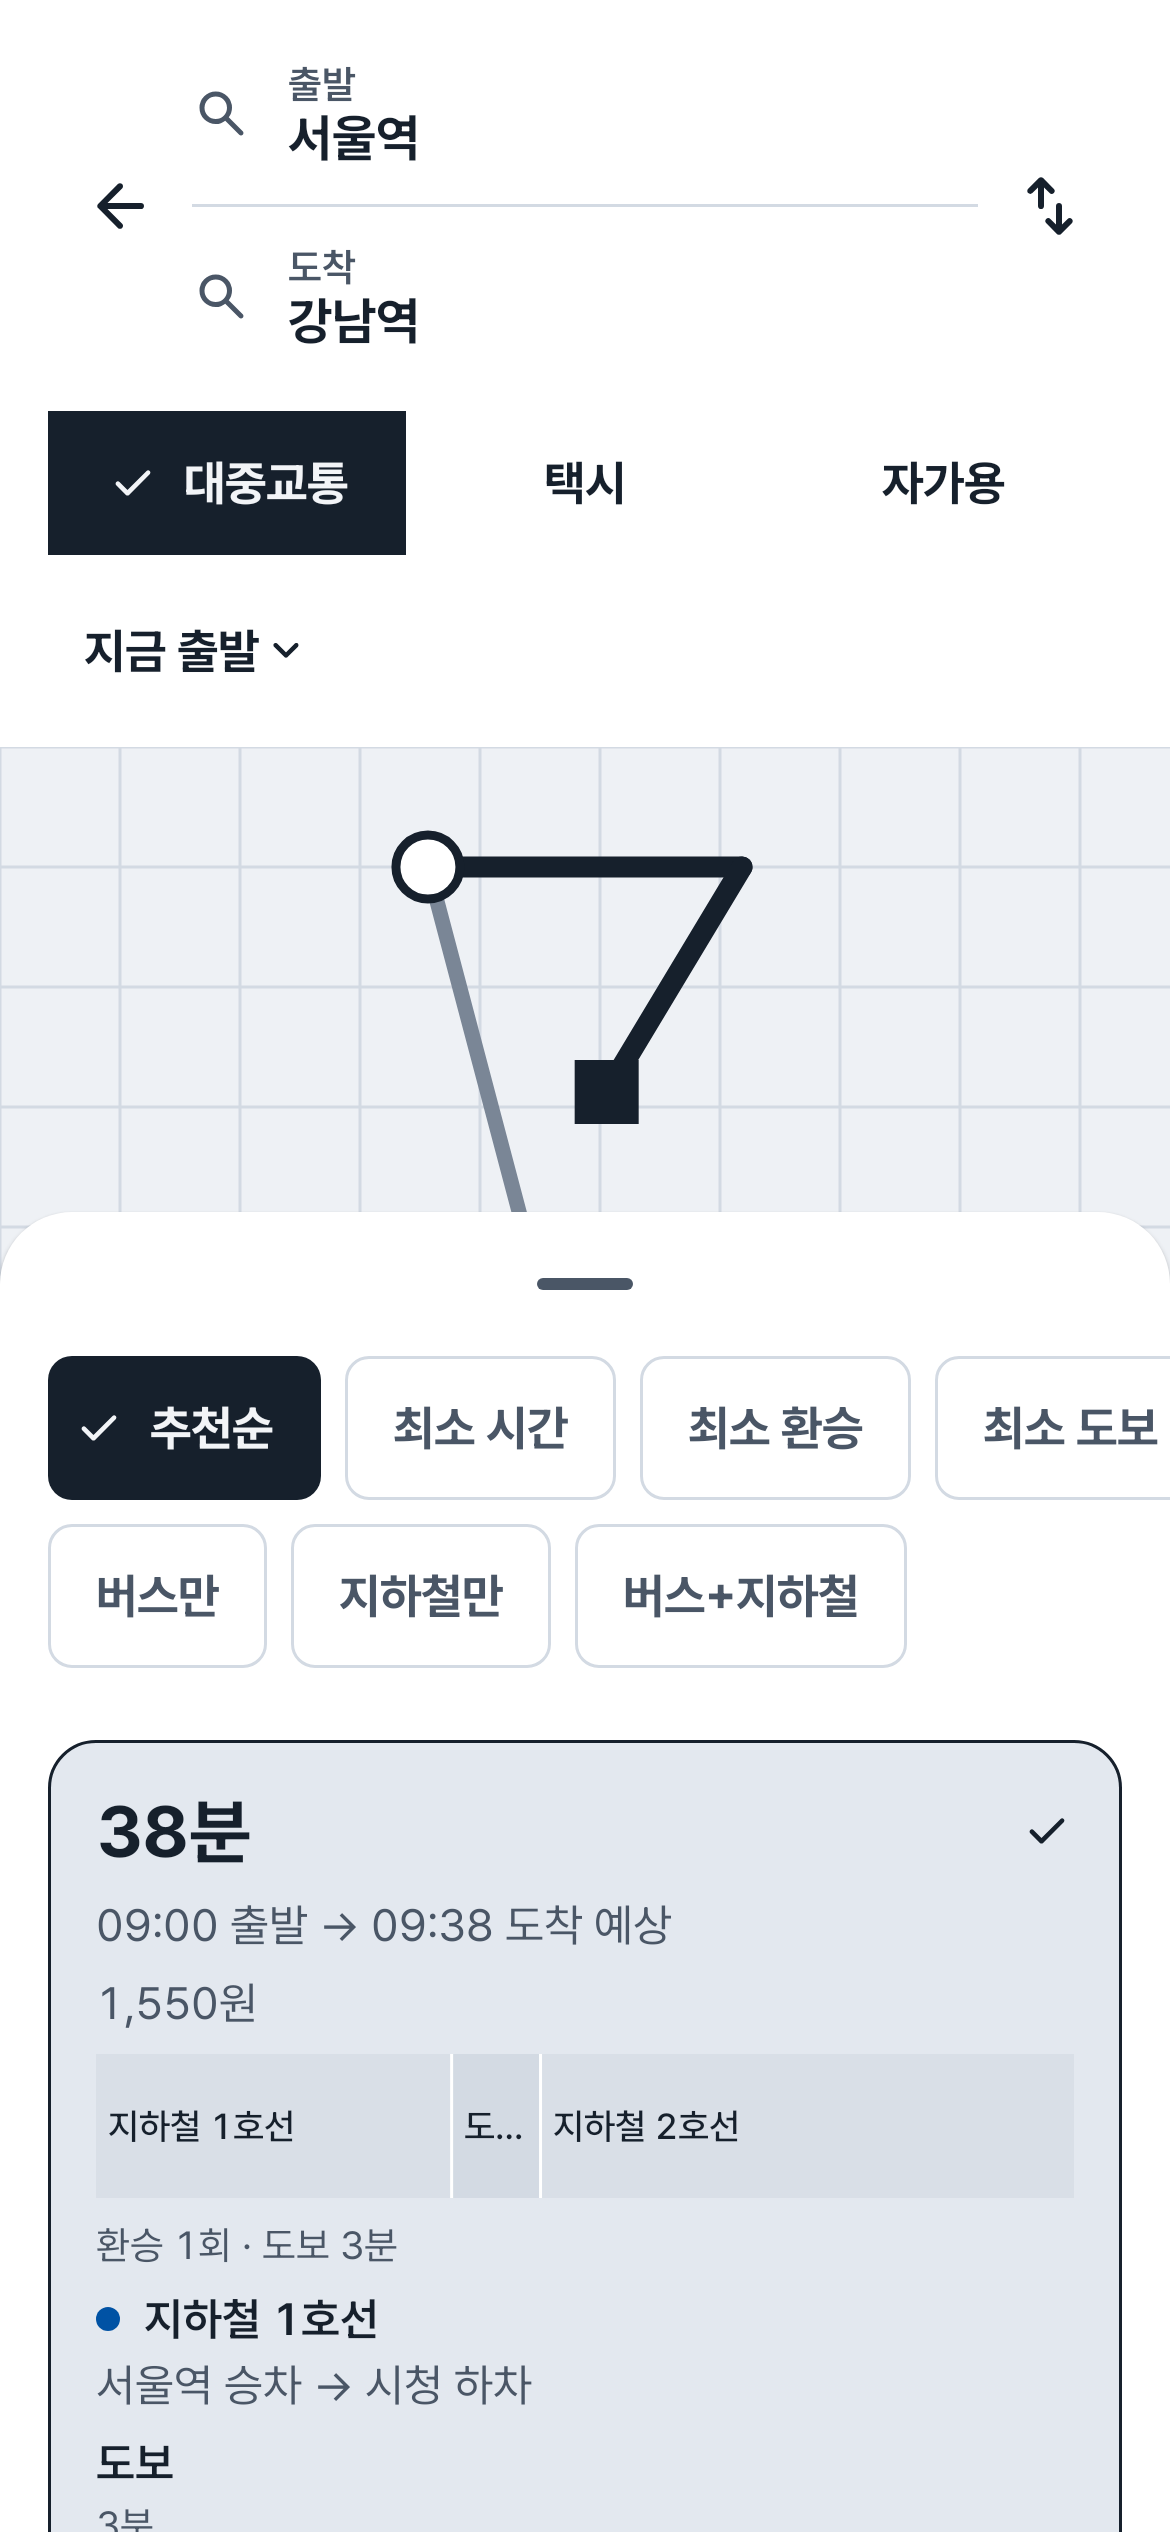 출발
서울역
도착
강남역
대중교통 택시 자가용
지금 출발
추천순 최소 시간 최소 환승 최소 도보
버스만 지하철만 버스+지하철
38분
09:00 출발 → 09:38 도착 예상
1,550원
지하철 1호선 도... 지하철 2호선
환승 1회 · 도보 3분
지하철 1호선
서울역 승차 → 시청 하차
도보
3분